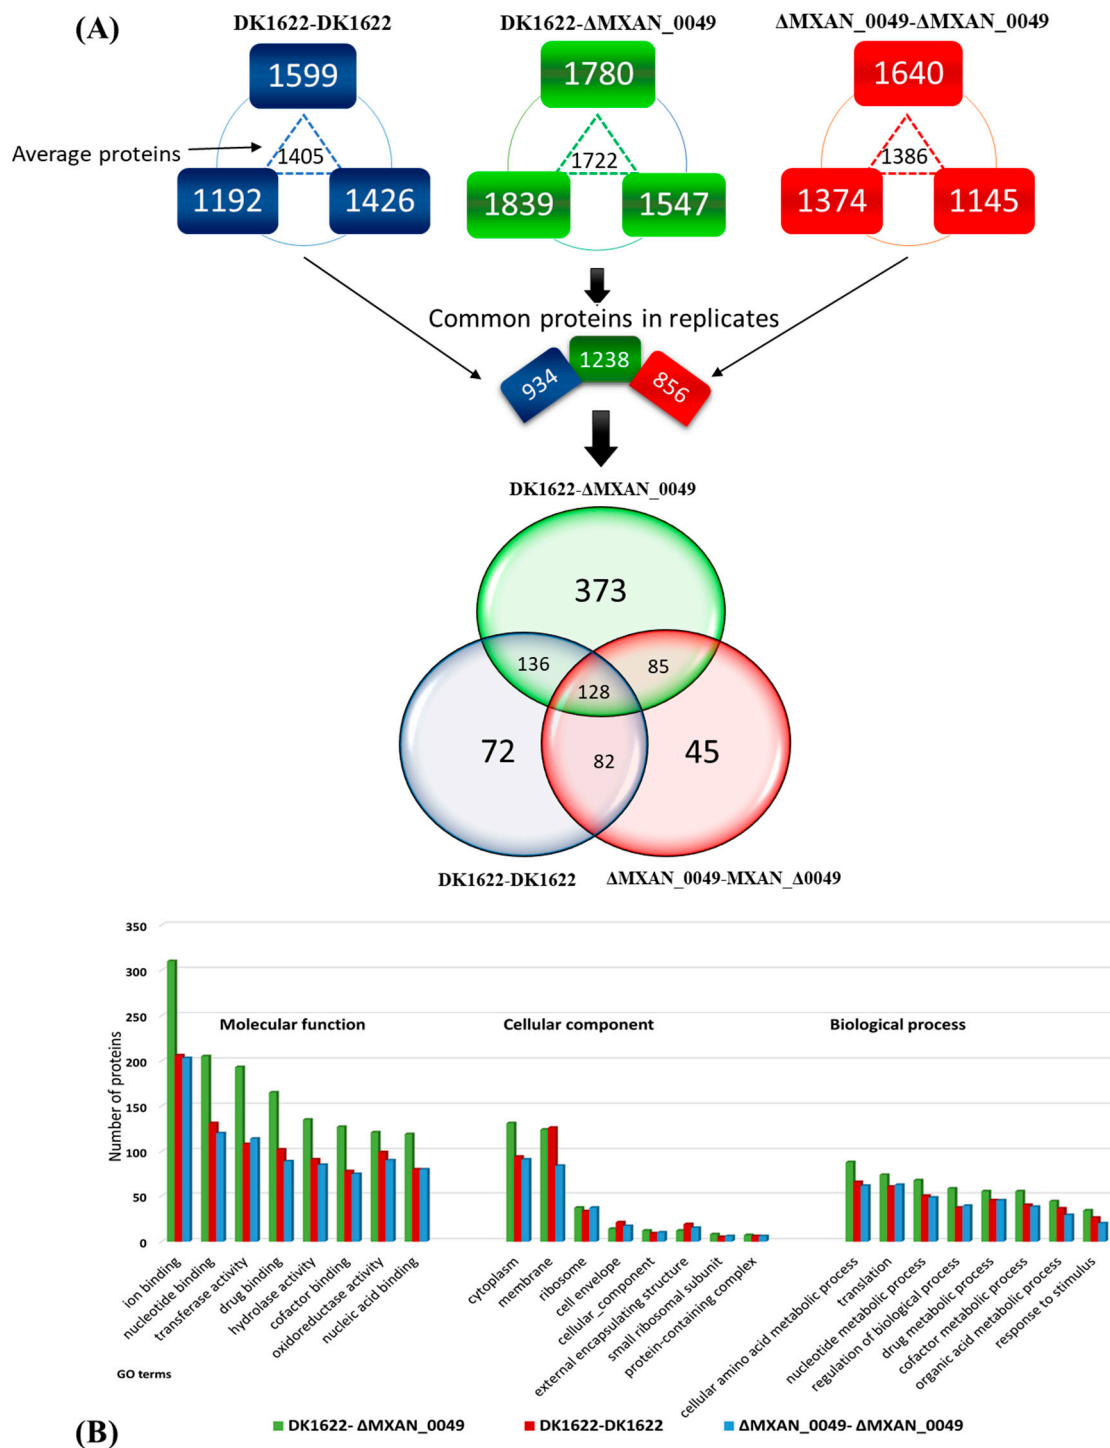 (A)
DK1622-DK1622
DK1622-ΔMXAN_0049
ΔMXAN_0049-ΔMXAN_0049
1599
1780
1640
Average proteins
1405
1722
1386
1192
1426
1839
1547
1374
1145
Common proteins in replicates
934
1238
856
DK1622-ΔMXAN_0049
373
136
85
128
72
82
45
DK1622-DK1622
ΔMXAN_0049-MXAN_Δ0049
350
300
250
200
150
100
50
0
Number of proteins
Molecular function
Cellular component
Biological process
ion binding
nucleotide binding
transferase activity
drug binding
hydrolase activity
cofactor binding
oxidoreductase activity
nucleic acid binding
cytoplasm
membrane
ribosome
cell envelope
cellular_component
external encapsulating structure
small ribosomal subunit
protein-containing complex
cellular amino acid metabolic process
translation
nucleotide metabolic process
regulation of biological process
drug metabolic process
cofactor metabolic process
organic acid metabolic process
response to stimulus
GO terms
DK1622- ΔMXAN_0049
DK1622-DK1622
ΔMXAN_0049- ΔMXAN_0049
(B)